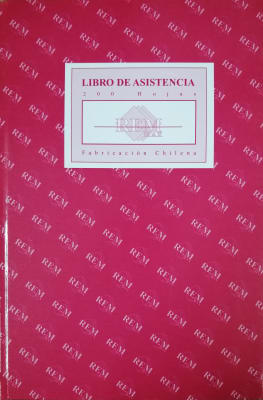 LIBRO DE ASISTENCIA
200 Hojas
REM
Fabricación Chilena